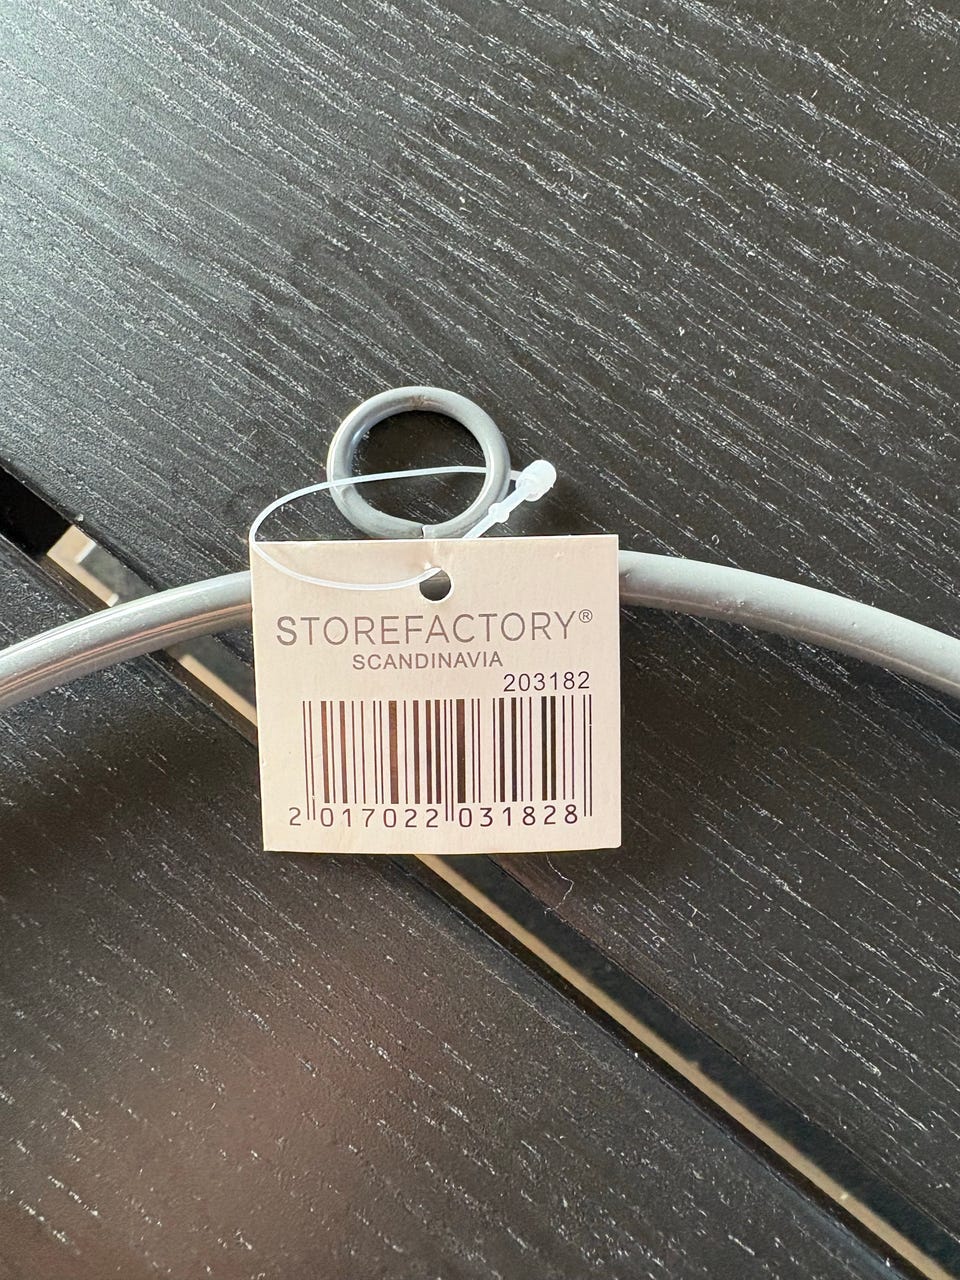 STOREFACTORY®
SCANDINAVIA
203182
2 017022 031828